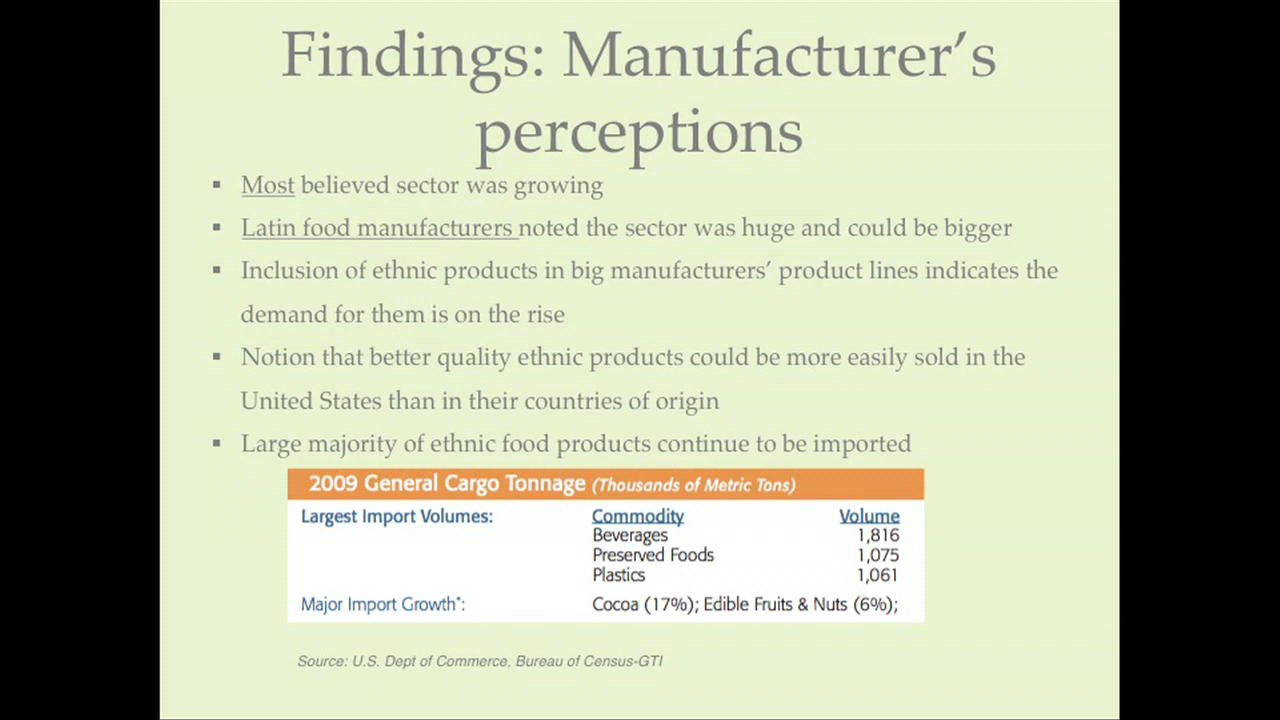 Findings: Manufacturer’s
perceptions
▪ Most believed sector was growing
▪ Latin food manufacturers noted the sector was huge and could be bigger
▪ Inclusion of ethnic products in big manufacturers’ product lines indicates the
demand for them is on the rise
▪ Notion that better quality ethnic products could be more easily sold in the
United States than in their countries of origin
▪ Large majority of ethnic food products continue to be imported
2009 General Cargo Tonnage (Thousands of Metric Tons)
Largest Import Volumes: Commodity Volume
Beverages 1,816
Preserved Foods 1,075
Plastics 1,061
Major Import Growth*: Cocoa (17%); Edible Fruits & Nuts (6%);
Source: U.S. Dept of Commerce, Bureau of Census-GTI